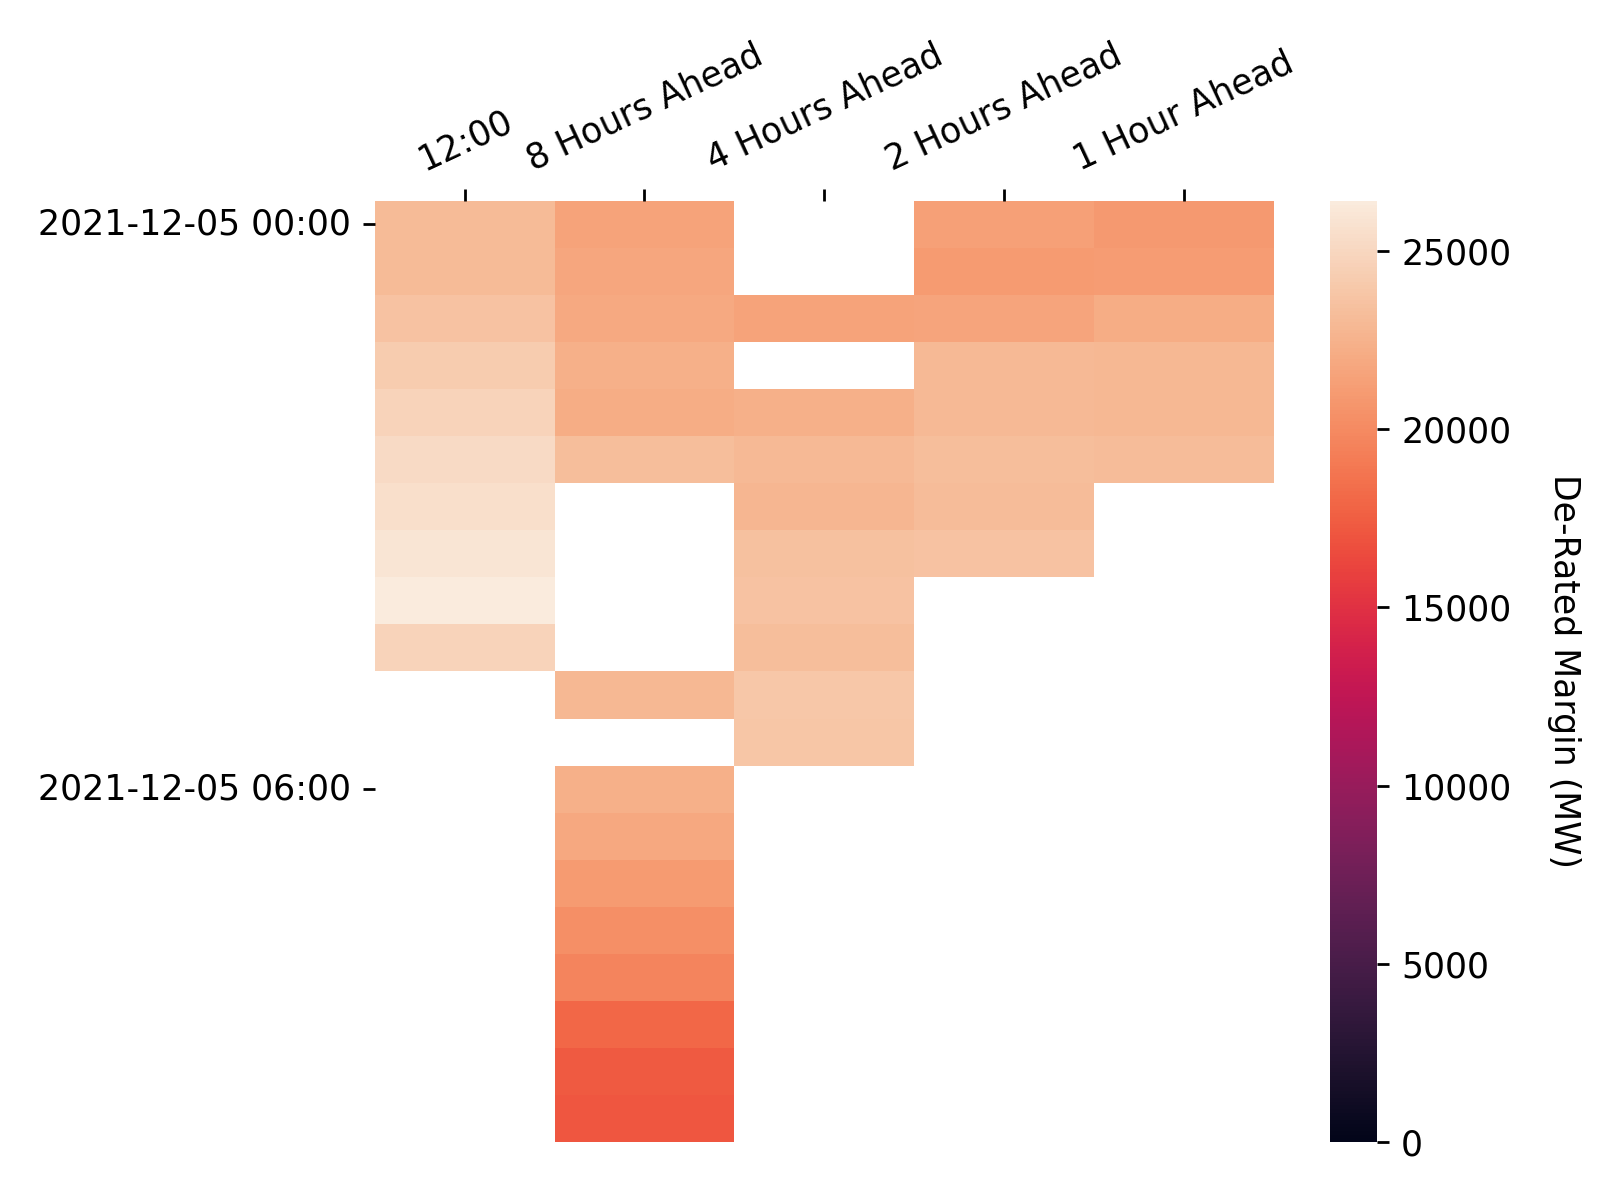 12:00
8 Hours Ahead
4 Hours Ahead
2 Hours Ahead
1 Hour Ahead
2021-12-05 00:00
2021-12-05 06:00
25000
20000
15000
10000
5000
0
De-Rated Margin (MW)